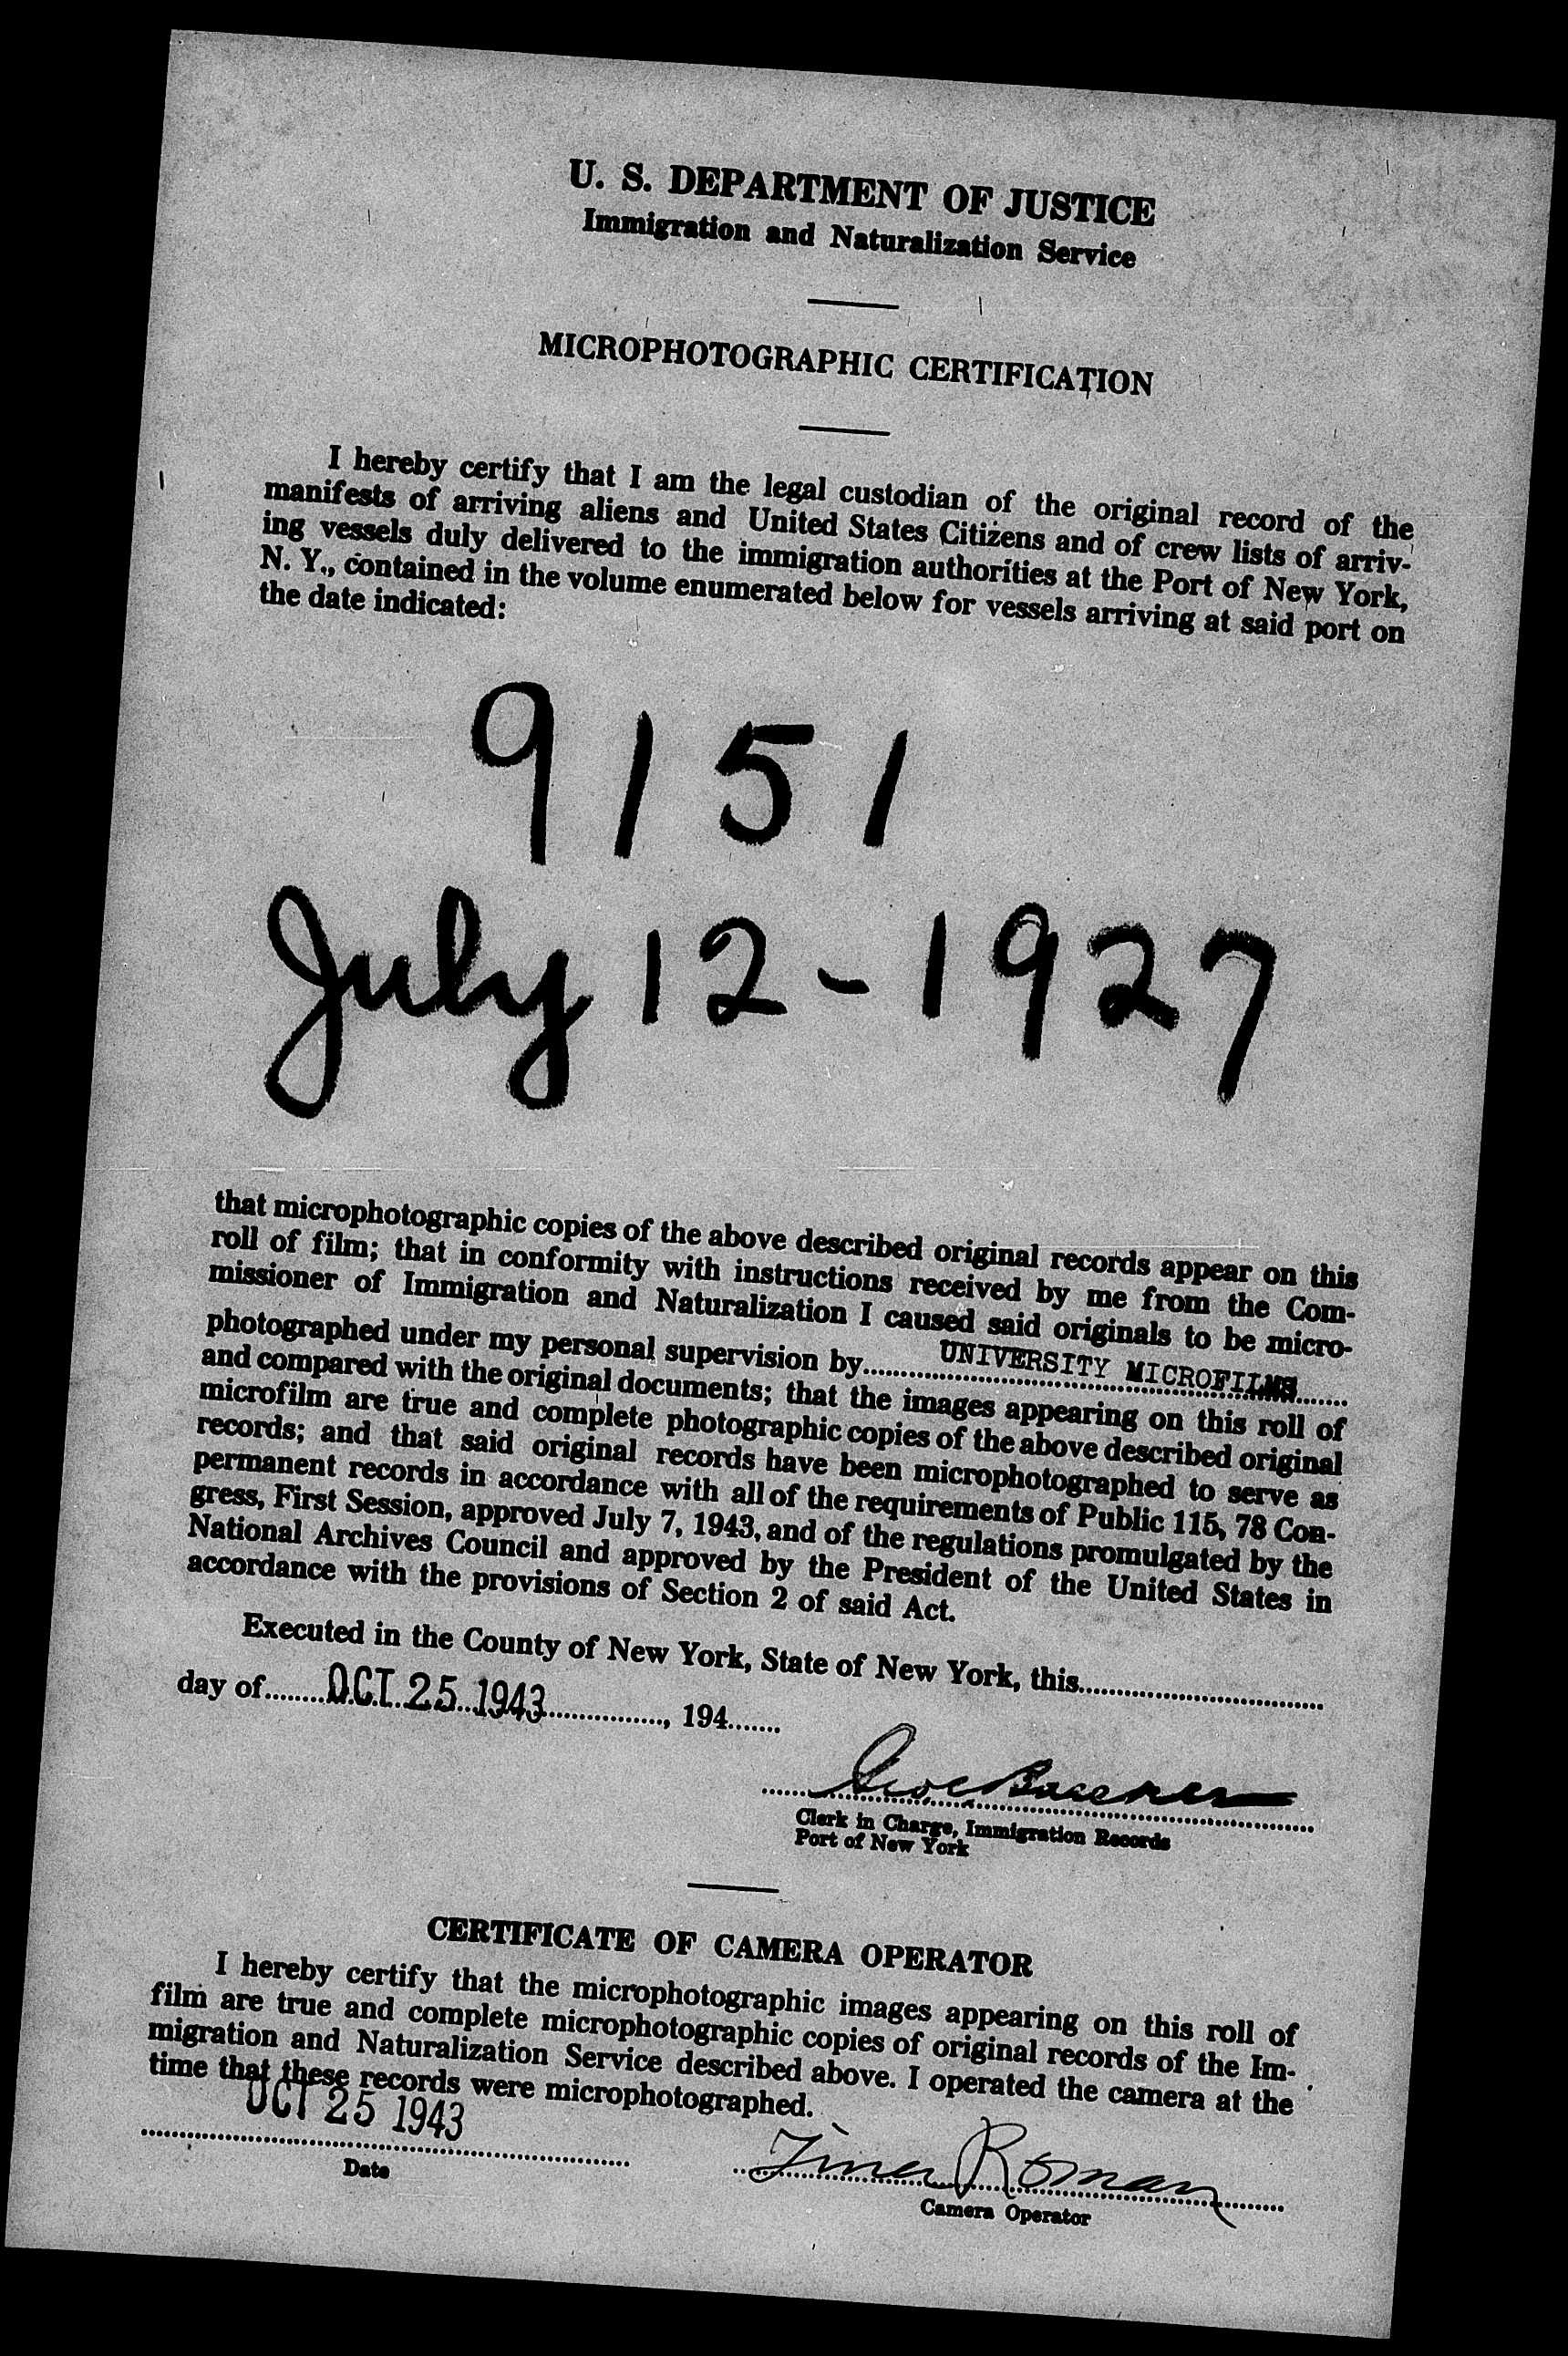 U. S. DEPARTMENT OF JUSTICE
Immigration and Naturalization Service
MICROPHOTOGRAPHIC CERTIFICATION
I hereby certify that I am the legal custodian of the original record of the
manifests of arriving aliens and United States Citizens and of crew lists of arriv-
ing vessels duly delivered to the immigration authorities at the Port of New York,
N. Y., contained in the volume enumerated below for vessels arriving at said port on
the date indicated:
9151
July 12-1927
that microphotographic copies of the above described original records appear on this
roll of film; that in conformity with instructions received by me from the Com-
missioner of Immigration and Naturalization I caused said originals to be micro-
photographed under my personal supervision by........UNIVERSITY MICROFILMS........
and compared with the original documents; that the images appearing on this roll of
microfilm are true and complete photographic copies of the above described original
records; and that said original records have been microphotographed to serve as
permanent records in accordance with all of the requirements of Public 115, 78 Con-
gress, First Session, approved July 7, 1943, and of the regulations promulgated by the
National Archives Council and approved by the President of the United States in
accordance with the provisions of Section 2 of said Act.
Executed in the County of New York, State of New York, this................................
day of........OCT 25 1943................, 194.......
Clerk in Charge, Immigration Records
Port of New York
CERTIFICATE OF CAMERA OPERATOR
I hereby certify that the microphotographic images appearing on this roll of
film are true and complete microphotographic copies of original records of the Im-
migration and Naturalization Service described above. I operated the camera at the
time that these records were microphotographed.
OCT 25 1943
Date
Roman
Camera Operator